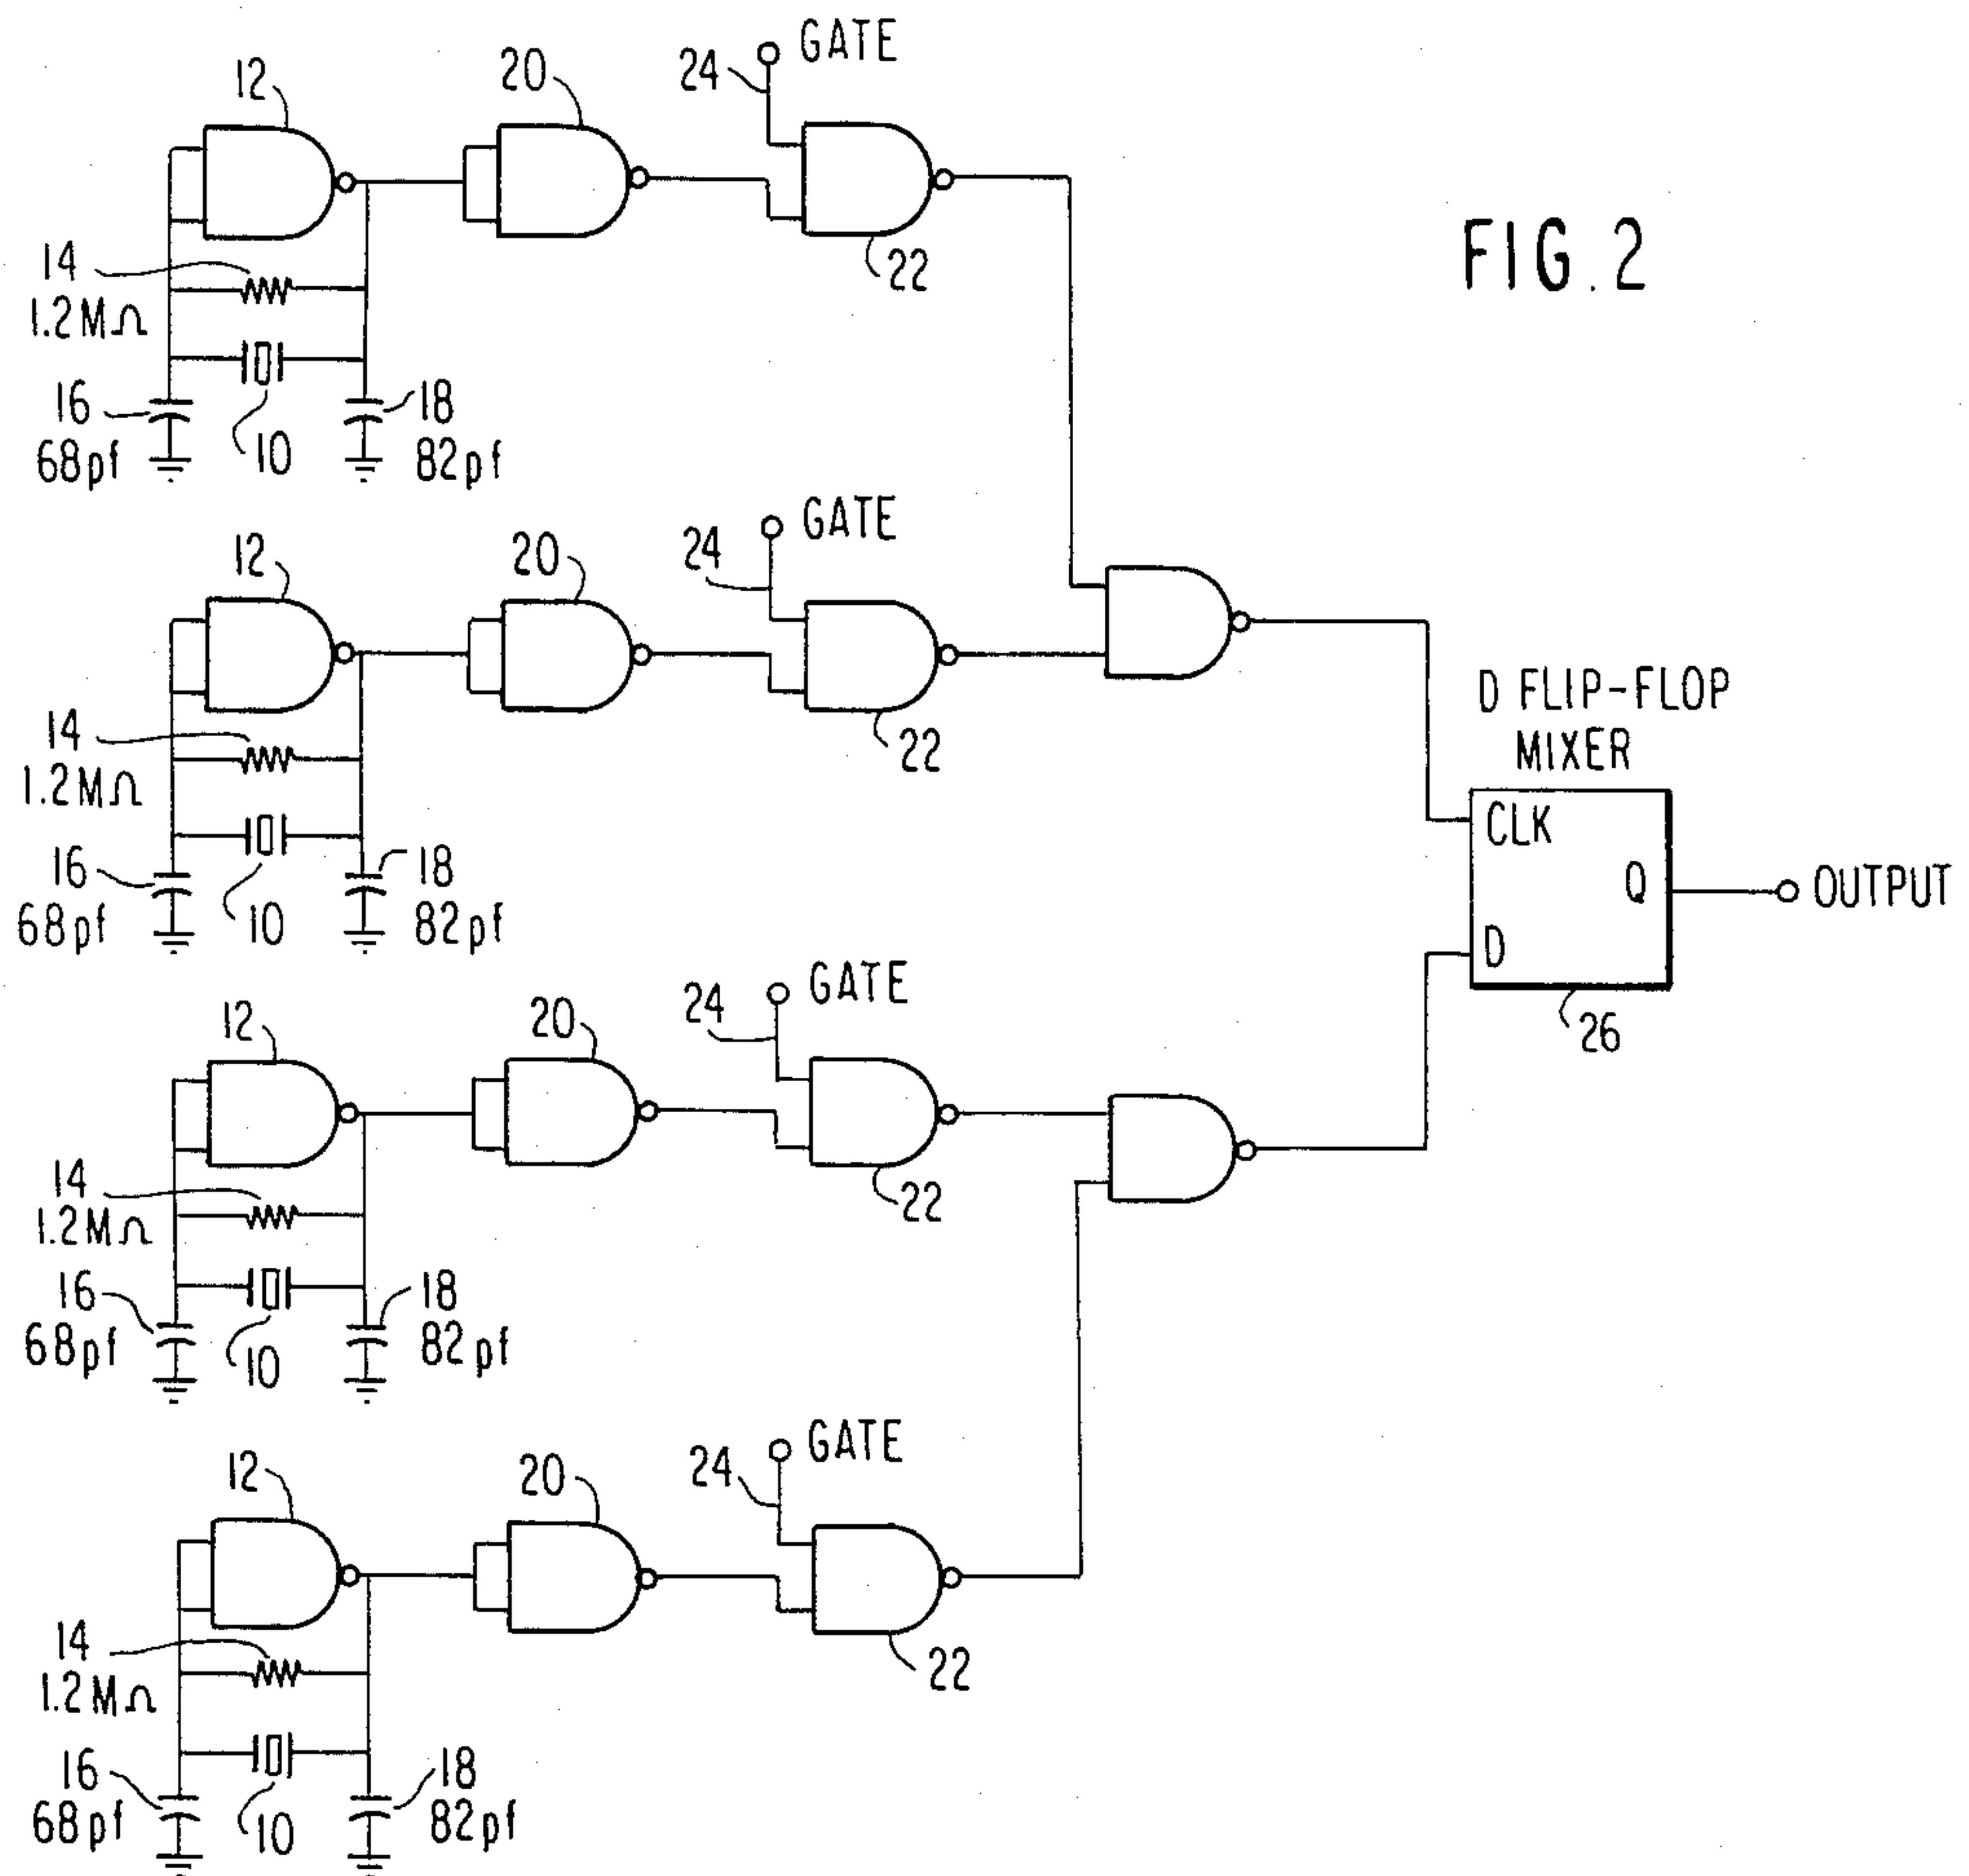 FIG.2
12
20
24
GATE
14
1.2MΩ
22
16
68pf
10
18
82pf
12
20
24
GATE
14
1.2MΩ
22
16
68pf
10
18
82pf
D FLIP-FLOP
MIXER
CLK
Q
D
OUTPUT
26
12
20
24
GATE
14
1.2MΩ
22
16
68pf
10
18
82pf
12
20
24
GATE
14
1.2MΩ
22
16
68pf
10
18
82pf